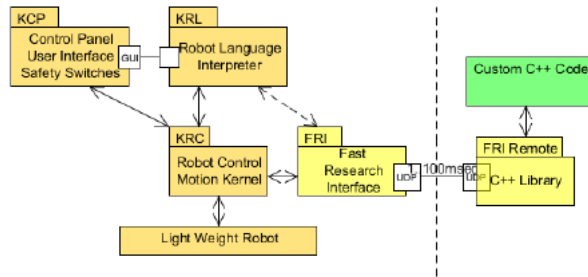 KCP
Control Panel
User Interface
Safety Switches
GUI
KRL
Robot Language
Interpreter
KRC
Robot Control
Motion Kernel
FRI
Fast
Research
Interface
UDP
100msec
UDP
Custom C++ Code
FRI Remote
C++ Library
Light Weight Robot